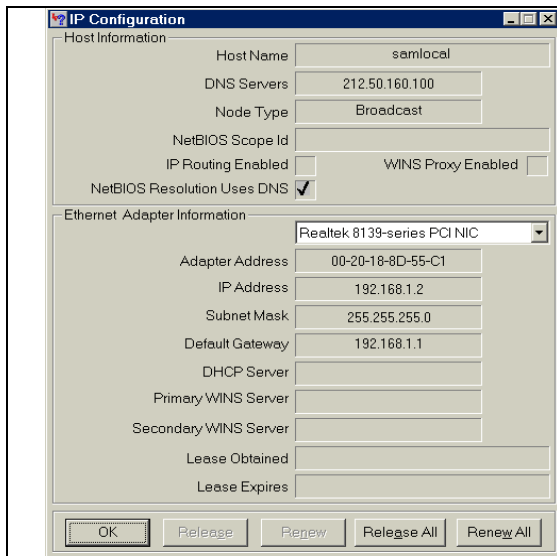 IP Configuration
Host Information
Host Name samlocal
DNS Servers 212.50.160.100
Node Type Broadcast
NetBIOS Scope Id
IP Routing Enabled WINS Proxy Enabled
NetBIOS Resolution Uses DNS
Ethernet Adapter Information
Realtek 8139-series PCI NIC
Adapter Address 00-20-18-8D-55-C1
IP Address 192.168.1.2
Subnet Mask 255.255.255.0
Default Gateway 192.168.1.1
DHCP Server
Primary WINS Server
Secondary WINS Server
Lease Obtained
Lease Expires
OK Release Renew Release All Renew All